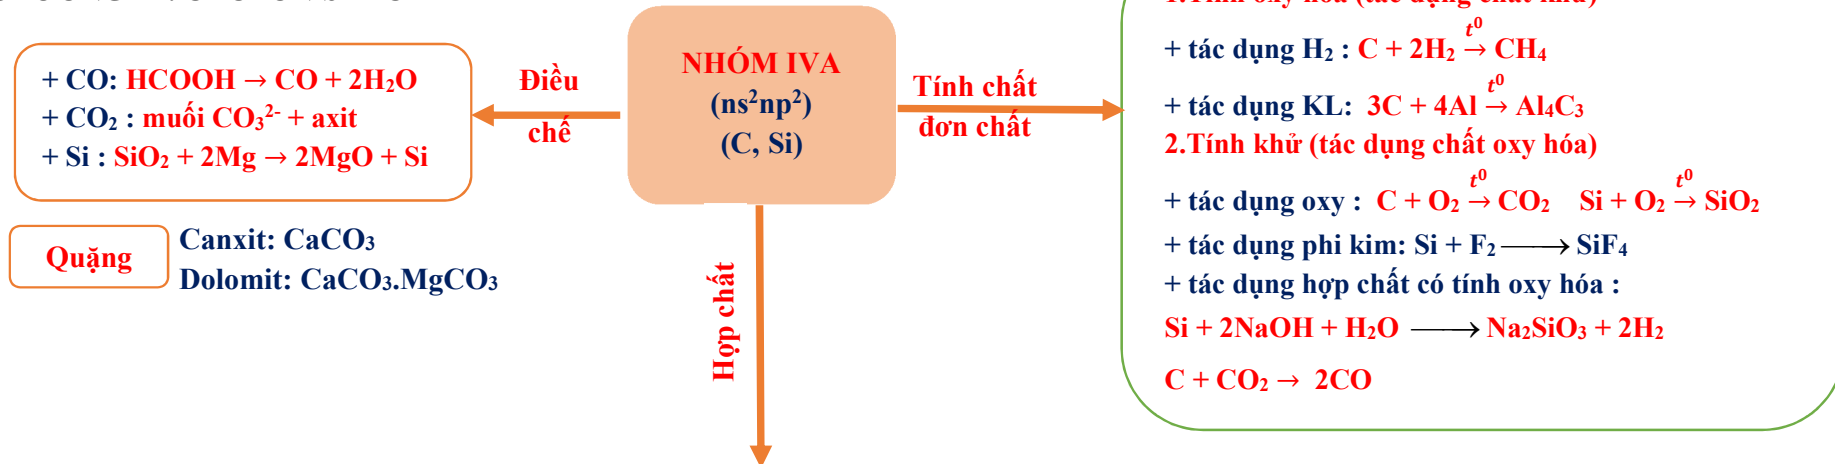 + CO: HCOOH → CO + 2H₂O
+ CO₂ : muối CO₃²⁻ + axit
+ Si : SiO₂ + 2Mg → 2MgO + Si
Điều
chế
NHÓM IVA
(ns²np²)
(C, Si)
Tính chất
đơn chất
+ tác dụng H₂ : C + 2H₂ →(t⁰) CH₄
+ tác dụng KL: 3C + 4Al →(t⁰) Al₄C₃
2.Tính khử (tác dụng chất oxy hóa)
+ tác dụng oxy : C + O₂ →(t⁰) CO₂ Si + O₂ →(t⁰) SiO₂
+ tác dụng phi kim: Si + F₂ ⟶ SiF₄
+ tác dụng hợp chất có tính oxy hóa :
Si + 2NaOH + H₂O ⟶ Na₂SiO₃ + 2H₂
C + CO₂ → 2CO
Quặng
Canxit: CaCO₃
Dolomit: CaCO₃.MgCO₃
Hợp chất